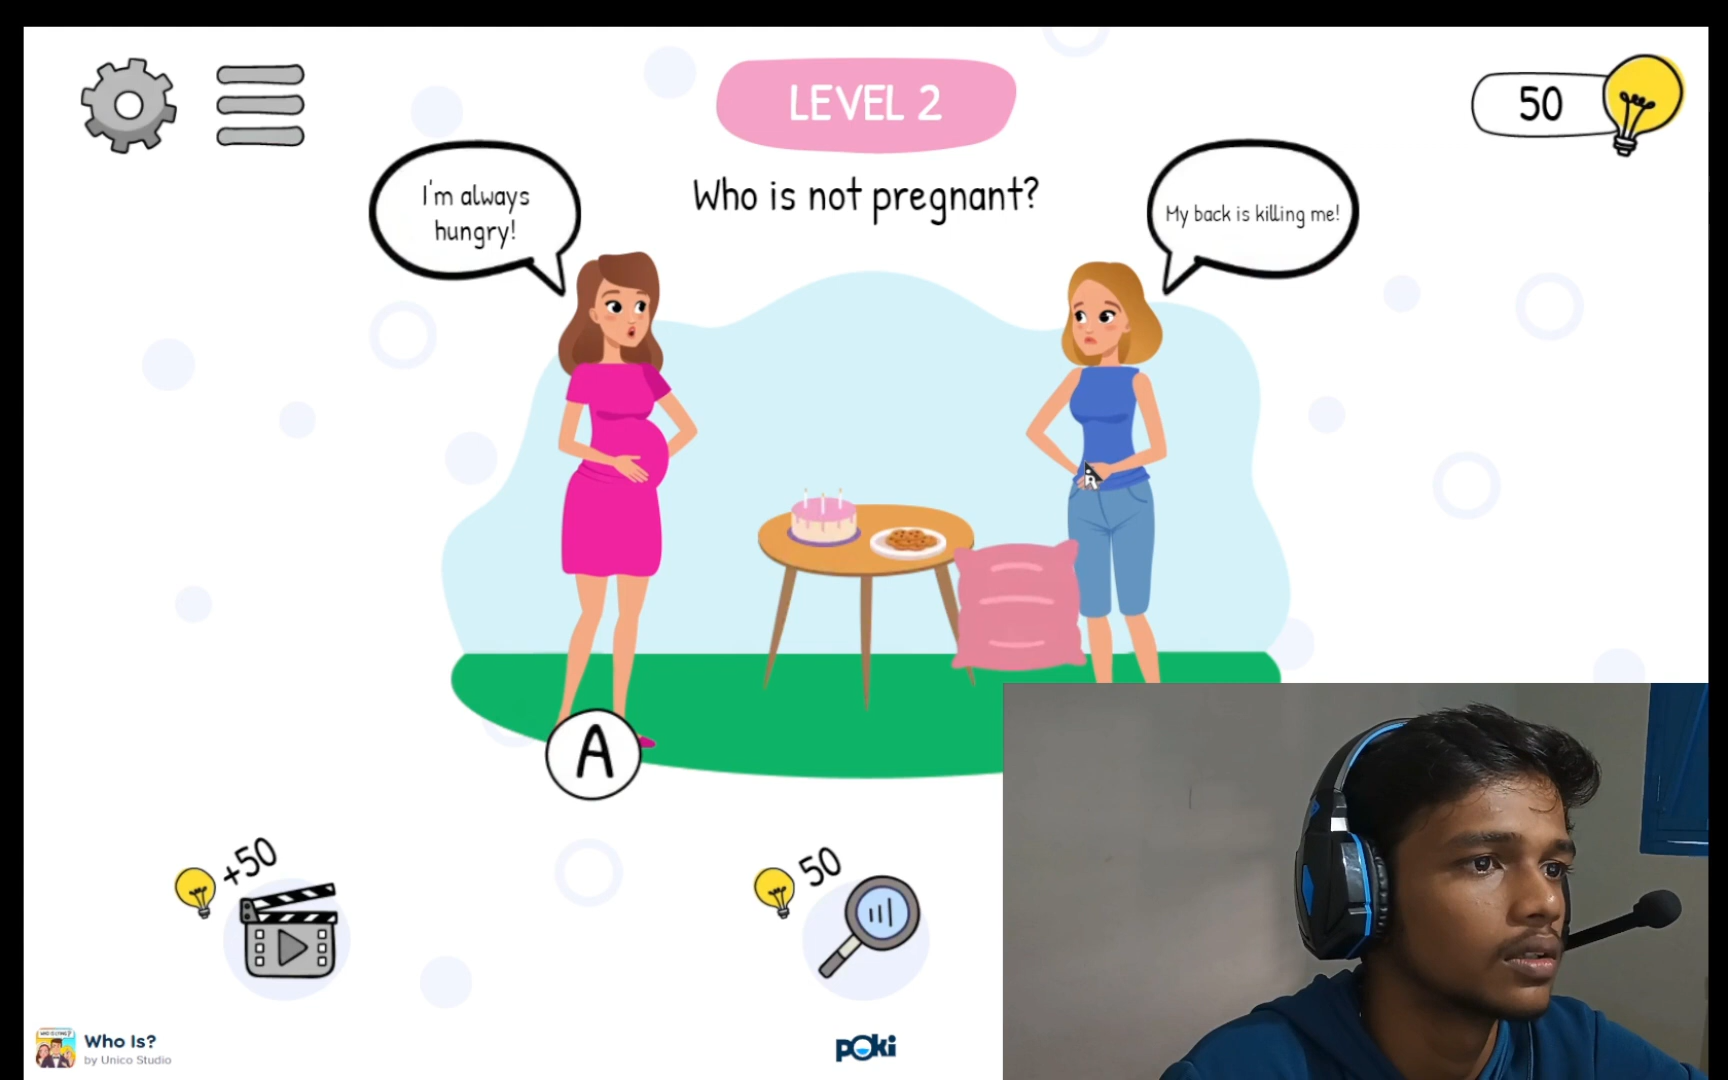 LEVEL 2
50
Who is not pregnant?
I'm always
hungry!
My back is killing me!
A
+50
50
Who Is?
by Unico Studio
POKi